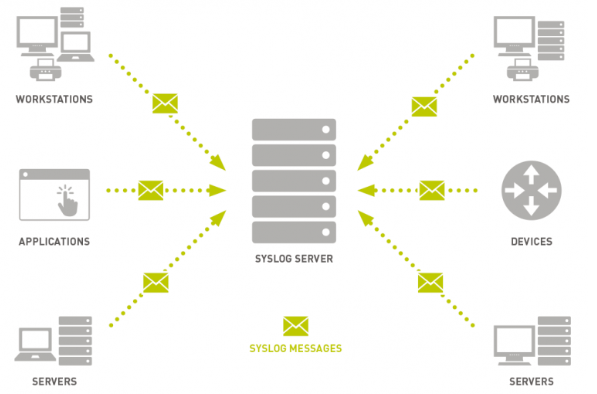 WORKSTATIONS
WORKSTATIONS
APPLICATIONS
SYSLOG SERVER
DEVICES
SYSLOG MESSAGES
SERVERS
SERVERS